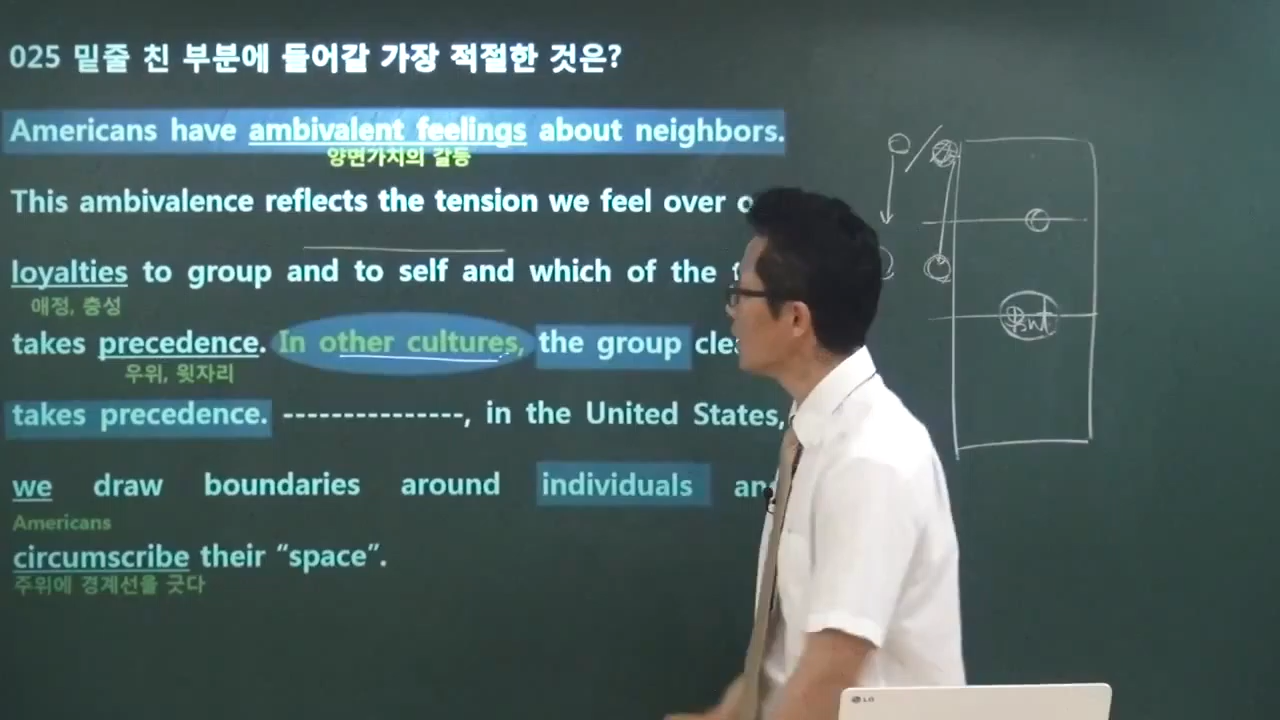 025 밑줄 친 부분에 들어갈 가장 적절한 것은?
Americans have ambivalent feelings about neighbors.
양면가치의 갈등
This ambivalence reflects the tension we feel over
loyalties to group and to self and which of the
애정, 충성
takes precedence. In other cultures, the group
우위, 윗자리
takes precedence. ---------------, in the United States,
we draw boundaries around individuals
Americans
circumscribe their “space”.
주위에 경계선을 긋다
But
LG